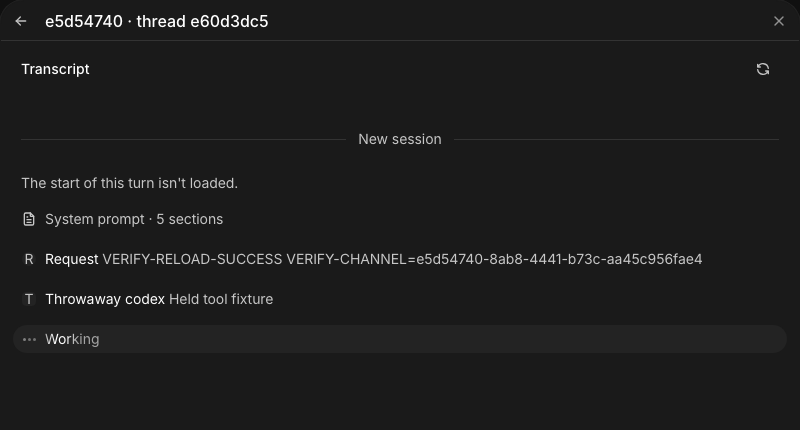 e5d54740 · thread e60d3dc5
Transcript
New session
The start of this turn isn't loaded.
System prompt · 5 sections
R Request VERIFY-RELOAD-SUCCESS VERIFY-CHANNEL=e5d54740-8ab8-4441-b73c-aa45c956fae4
T Throwaway codex Held tool fixture
Working